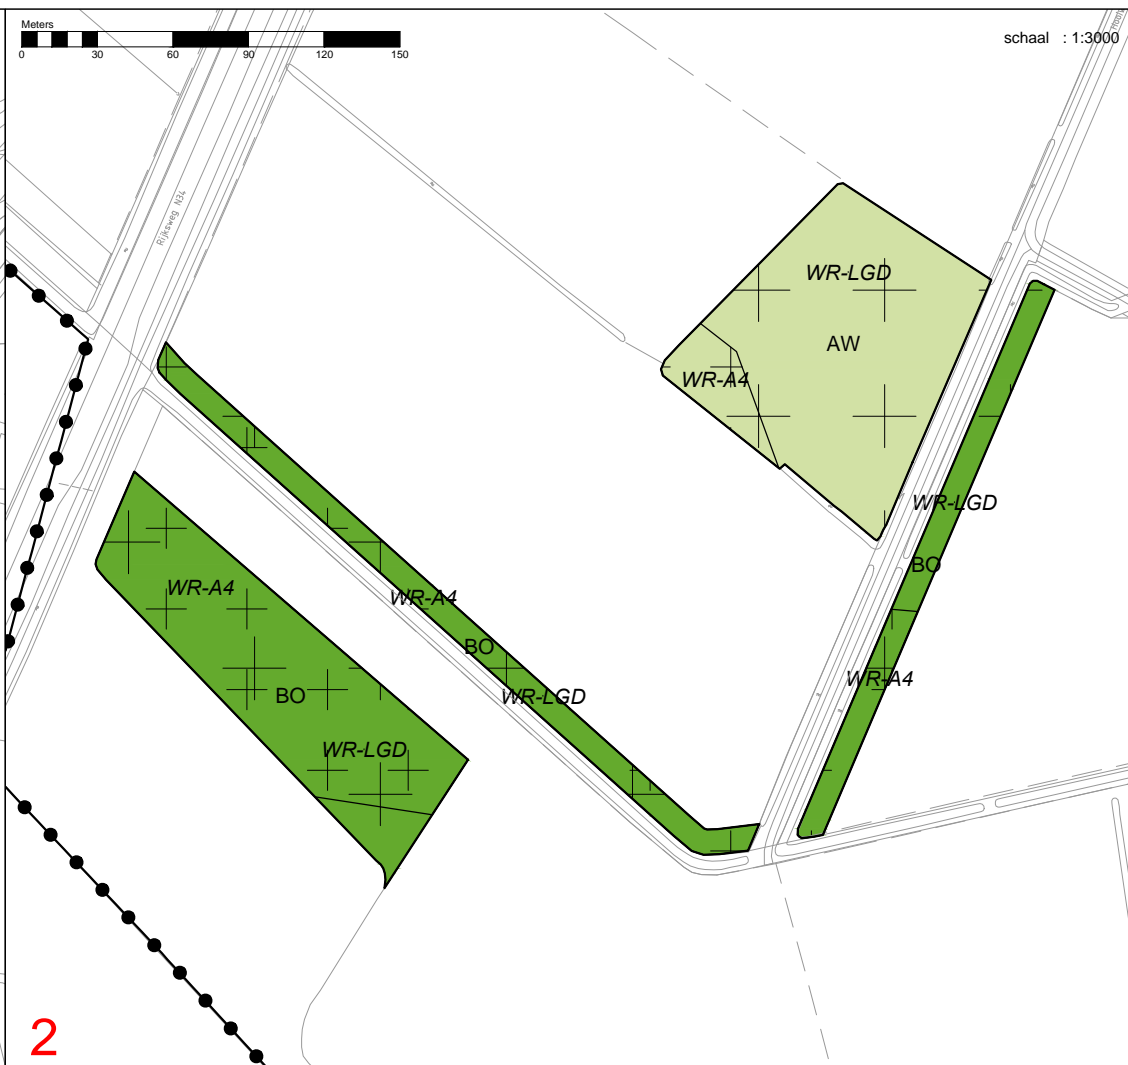 Meters
0 30 60 90 120 150
schaal : 1:3000
Rijksweg N34
WR-LGD
AW
WR-A4
WR-LGD
BO
WR-A4
WR-A4
BO
WR-LGD
WR-A4
BO
WR-LGD
2